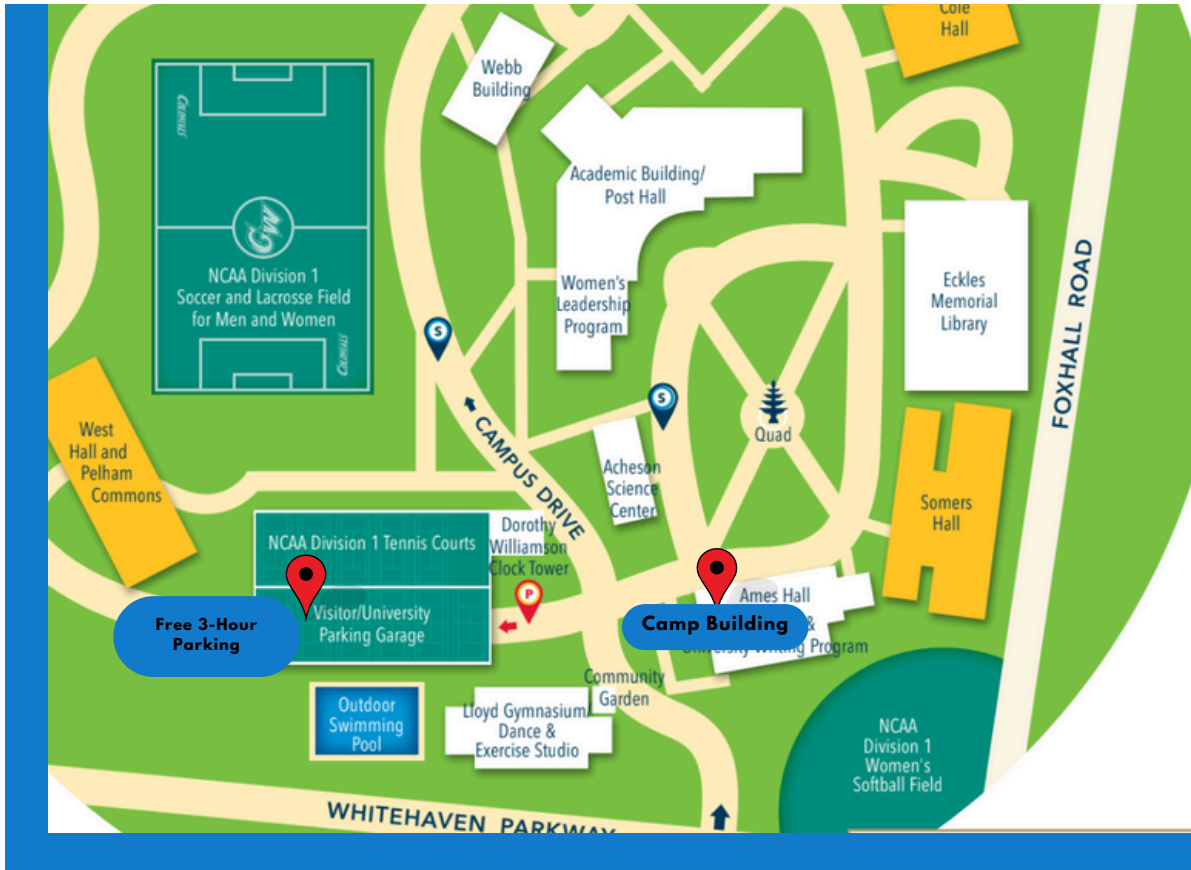 Cole
Hall
Webb
Building
COLONIALS
Academic Building/
Post Hall
GW
NCAA Division 1
Soccer and Lacrosse Field
for Men and Women
COLONIALS
Women's
Leadership
Program
Eckles
Memorial
Library
FOXHALL ROAD
S
S
CAMPUS DRIVE
Quad
West
Hall and
Pelham
Commons
Acheson
Science
Center
Somers
Hall
NCAA Division 1 Tennis Courts
Dorothy
Williamson
Clock Tower
P
Visitor/University
Parking Garage
Free 3-Hour
Parking
Ames Hall
&
University Writing Program
Camp Building
Community
Garden
Outdoor
Swimming
Pool
Lloyd Gymnasium/
Dance &
Exercise Studio
NCAA
Division 1
Women's
Softball Field
WHITEHAVEN PARKWAY